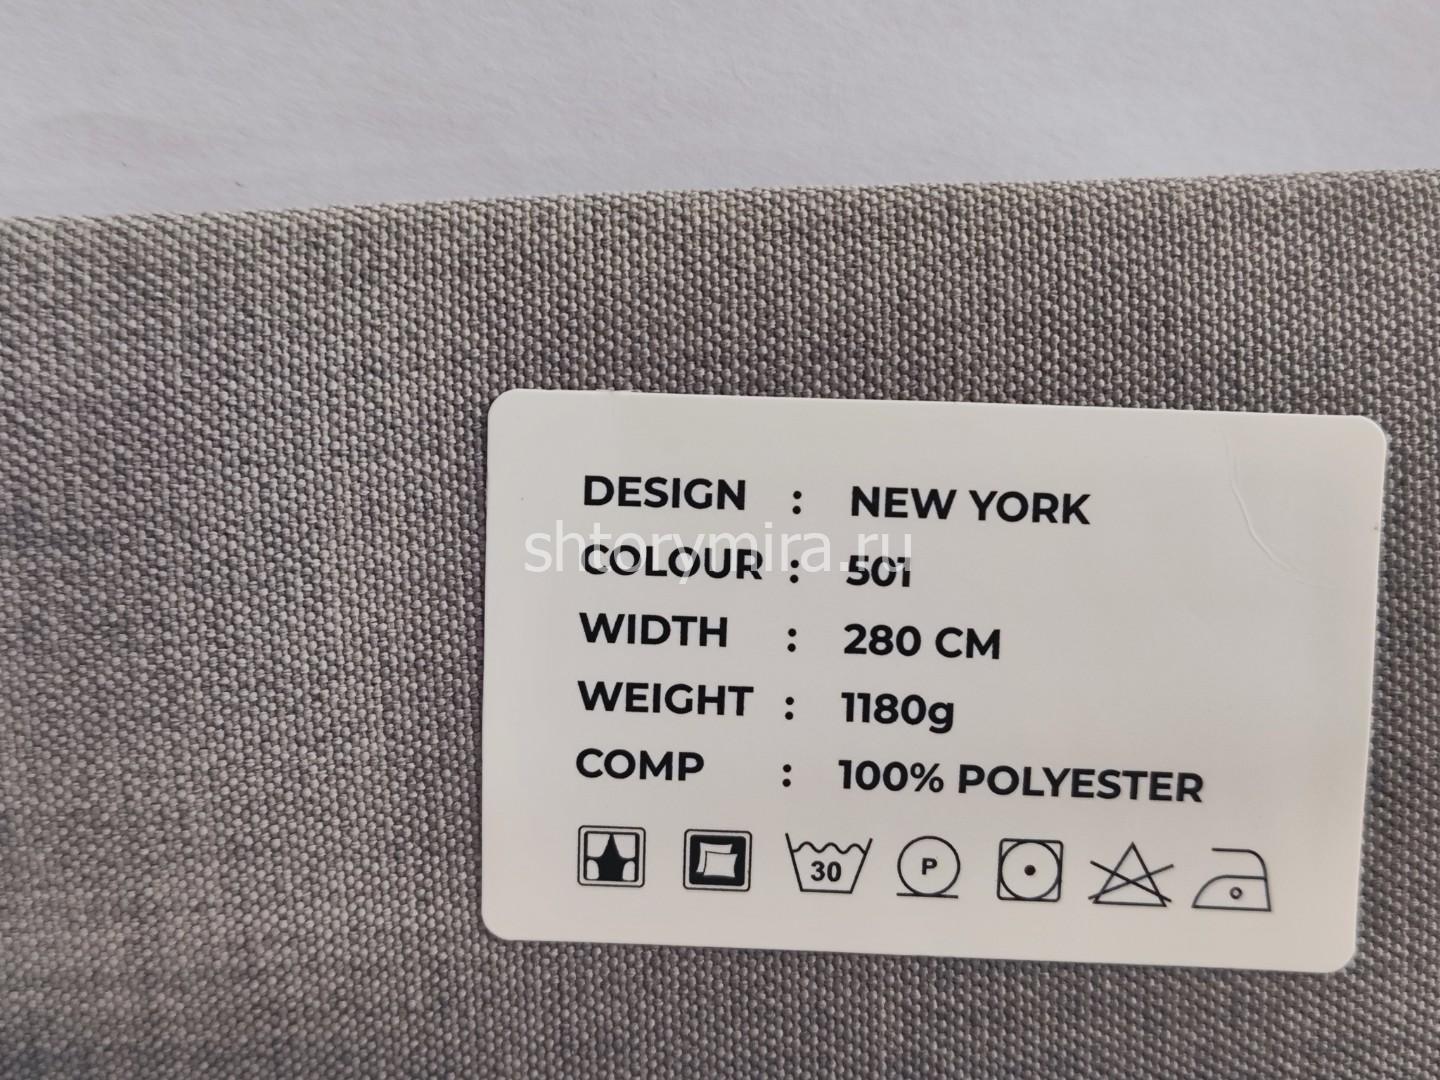 DESIGN : NEW YORK
shtorymira.ru
COLOUR : 501
WIDTH : 280 CM
WEIGHT : 1180g
COMP : 100% POLYESTER
30 P